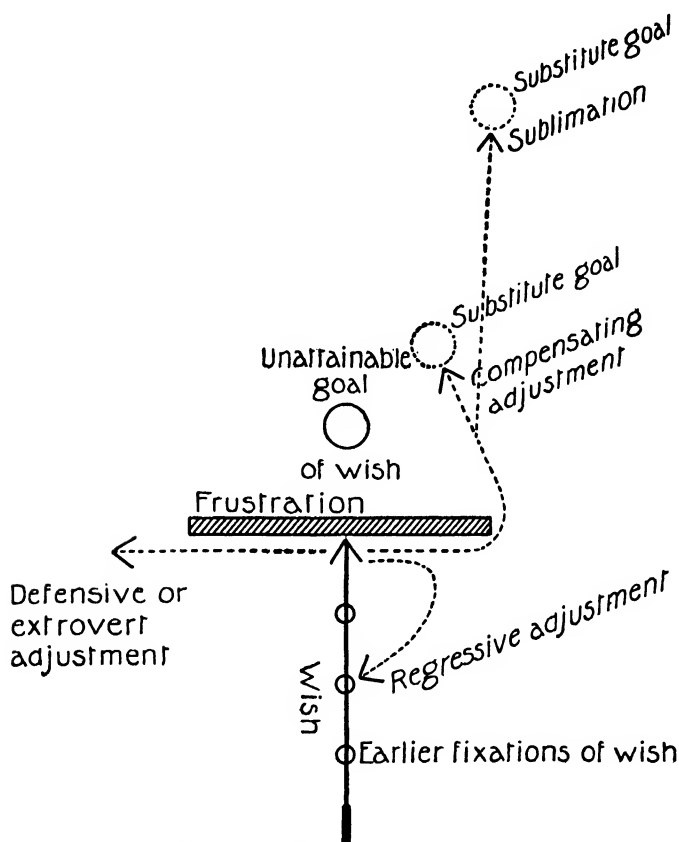 Substitute goal
Sublimation
Substitute goal
Compensating
adjustment
Unattainable
goal
of wish
Frustration
Defensive or
extrovert
adjustment
Regressive adjustment
Wish
Earlier fixations of wish